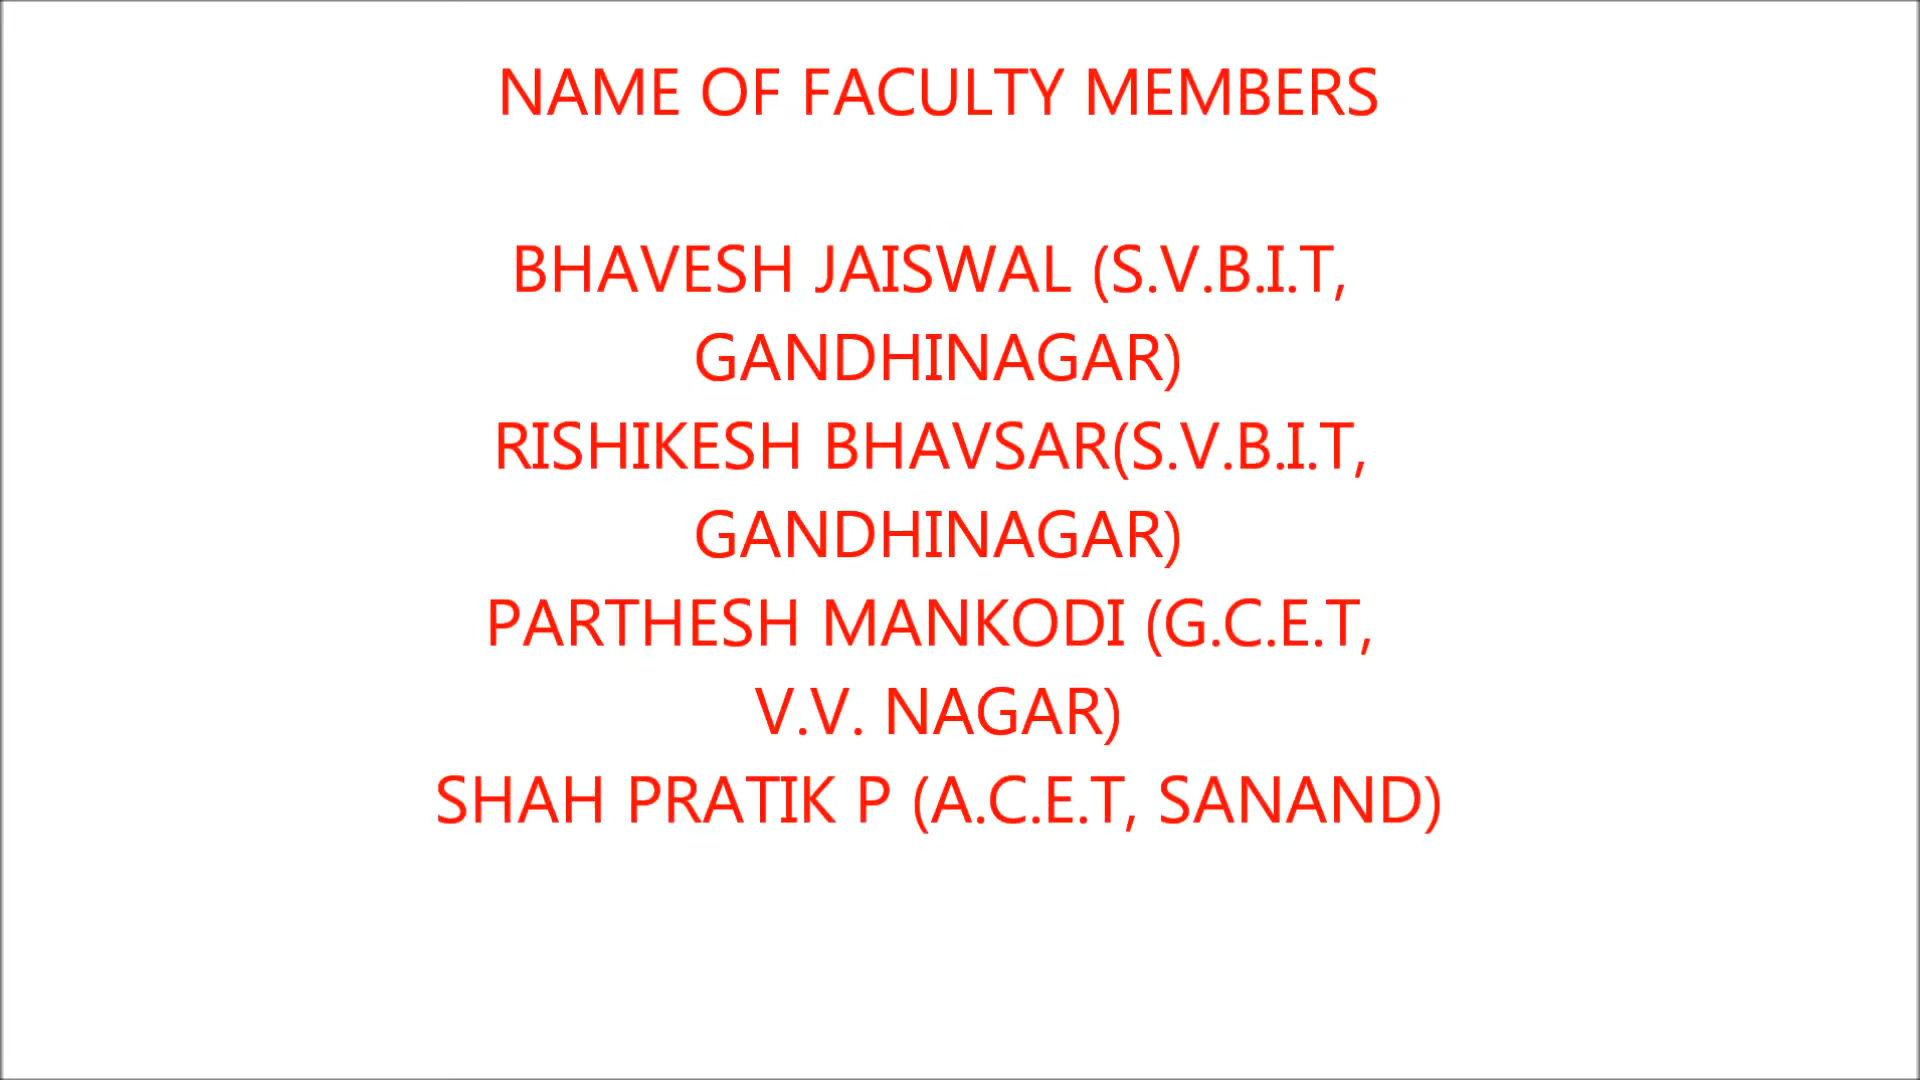 NAME OF FACULTY MEMBERS
BHAVESH JAISWAL (S.V.B.I.T,
GANDHINAGAR)
RISHIKESH BHAVSAR(S.V.B.I.T,
GANDHINAGAR)
PARTHESH MANKODI (G.C.E.T,
V.V. NAGAR)
SHAH PRATIK P (A.C.E.T, SANAND)